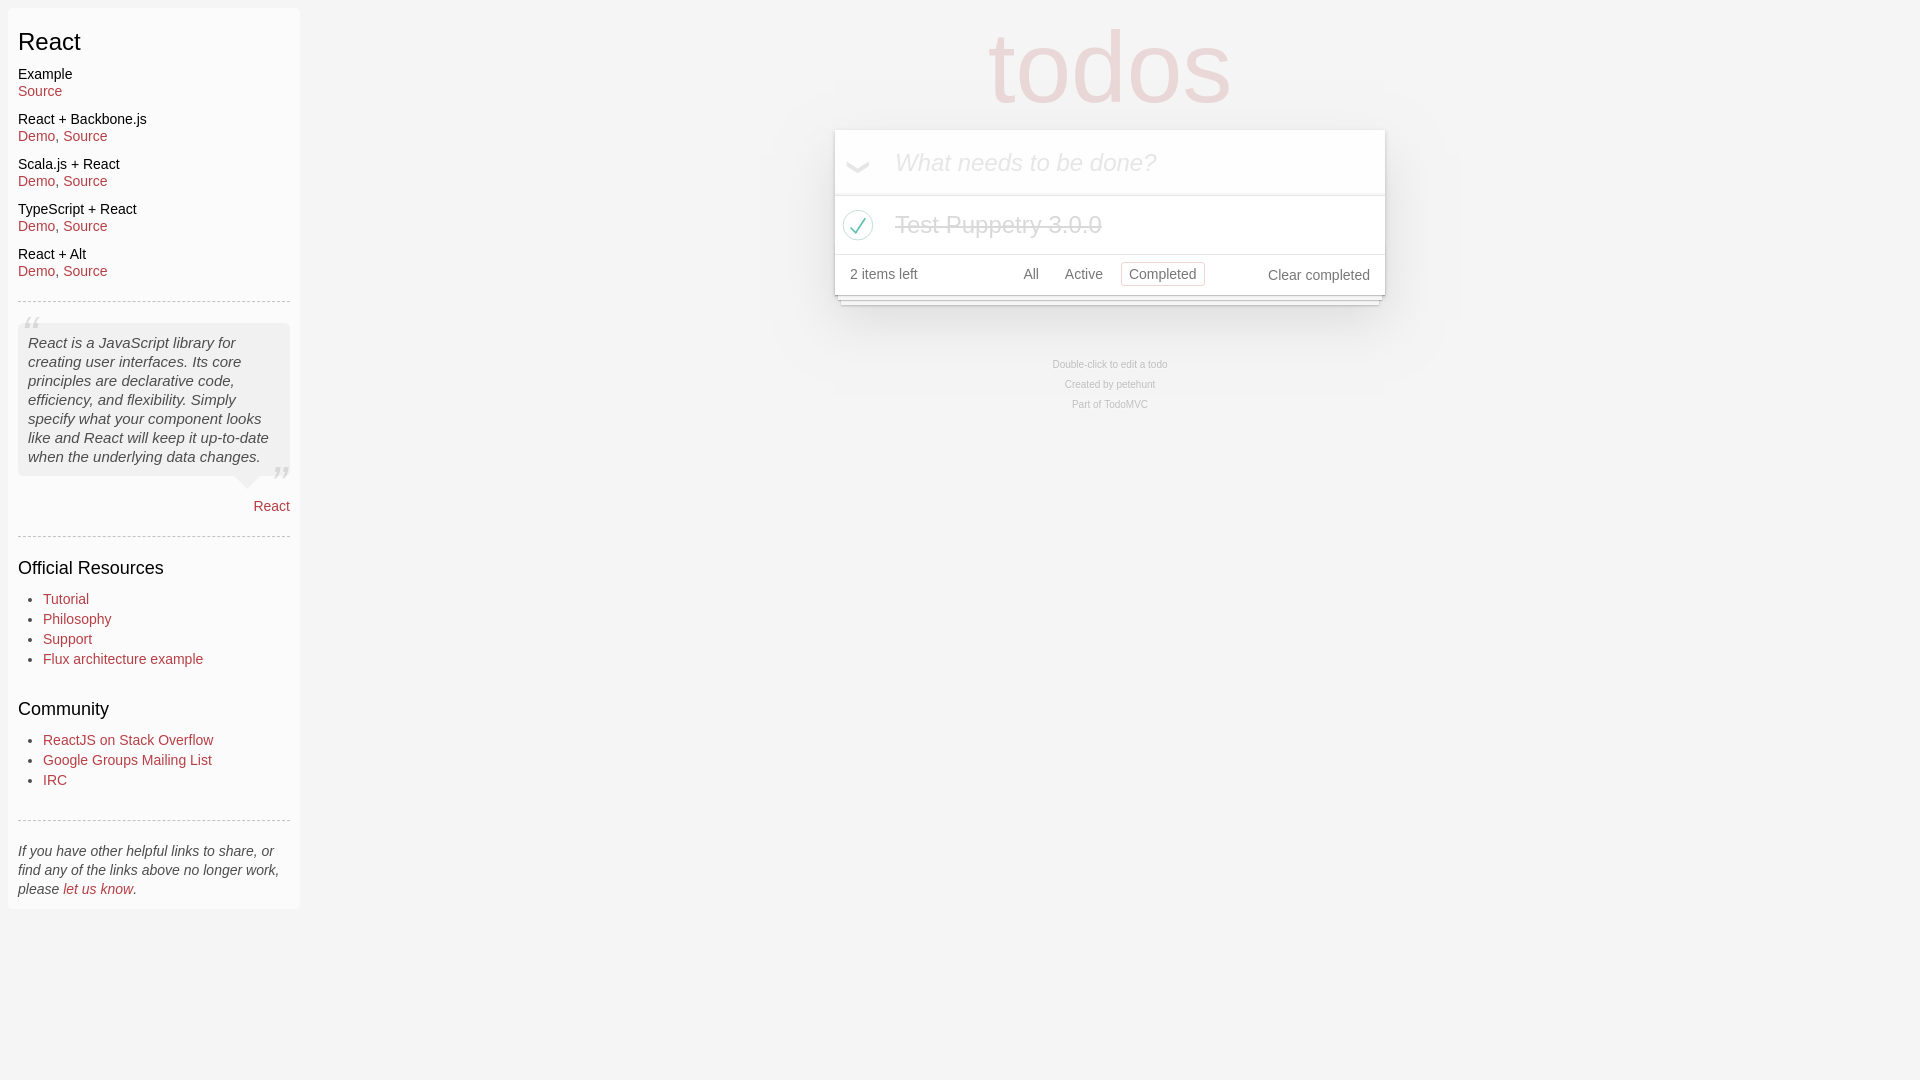 React
Example
Source
React + Backbone.js
Demo, Source
Scala.js + React
Demo, Source
TypeScript + React
Demo, Source
React + Alt
Demo, Source
“
React is a JavaScript library for
creating user interfaces. Its core
principles are declarative code,
efficiency, and flexibility. Simply
specify what your component looks
like and React will keep it up-to-date
when the underlying data changes.
”
React
Official Resources
• Tutorial
• Philosophy
• Support
• Flux architecture example
Community
• ReactJS on Stack Overflow
• Google Groups Mailing List
• IRC
If you have other helpful links to share, or
find any of the links above no longer work,
please let us know.
todos
What needs to be done?
Test Puppetry 3.0.0
2 items left All Active Completed Clear completed
Double-click to edit a todo
Created by petehunt
Part of TodoMVC